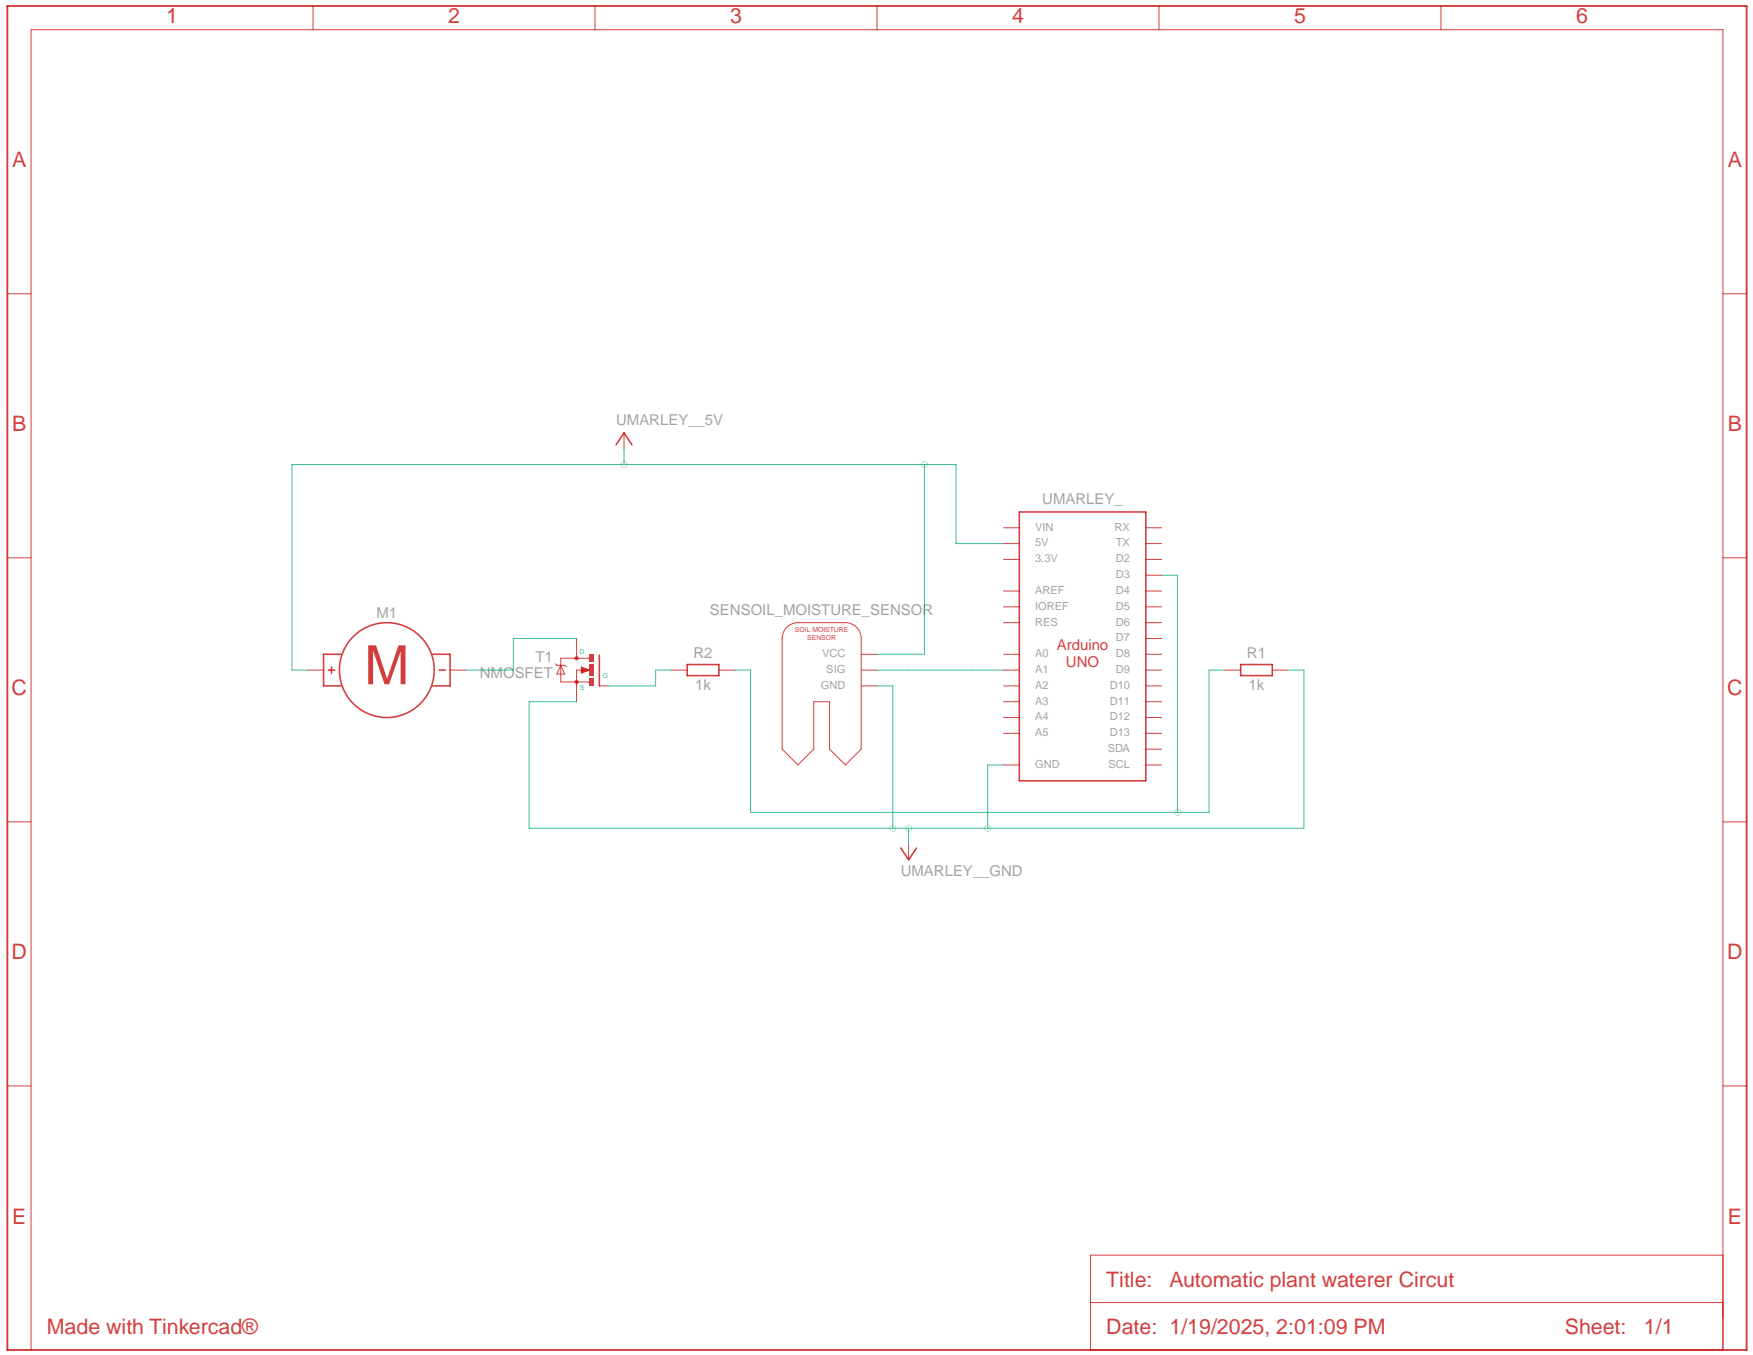 1 2 3 4 5 6
A A
B B
UMARLEY__5V
UMARLEY_
VIN RX
5V TX
3.3V D2
D3
AREF D4
IOREF D5
RES D6
D7
A0 D8
A1 D9
A2 D10
A3 D11
A4 D12
A5 D13
SDA
GND SCL
Arduino
UNO
SENSOIL_MOISTURE_SENSOR
SOIL MOISTURE
SENSOR
VCC
SIG
GND
M1
M
+ -
T1
NMOSFET
D
G
S
R2
1k
R1
1k
C C
UMARLEY__GND
D D
E E
Title: Automatic plant waterer Circut
Date: 1/19/2025, 2:01:09 PM Sheet: 1/1
Made with Tinkercad®